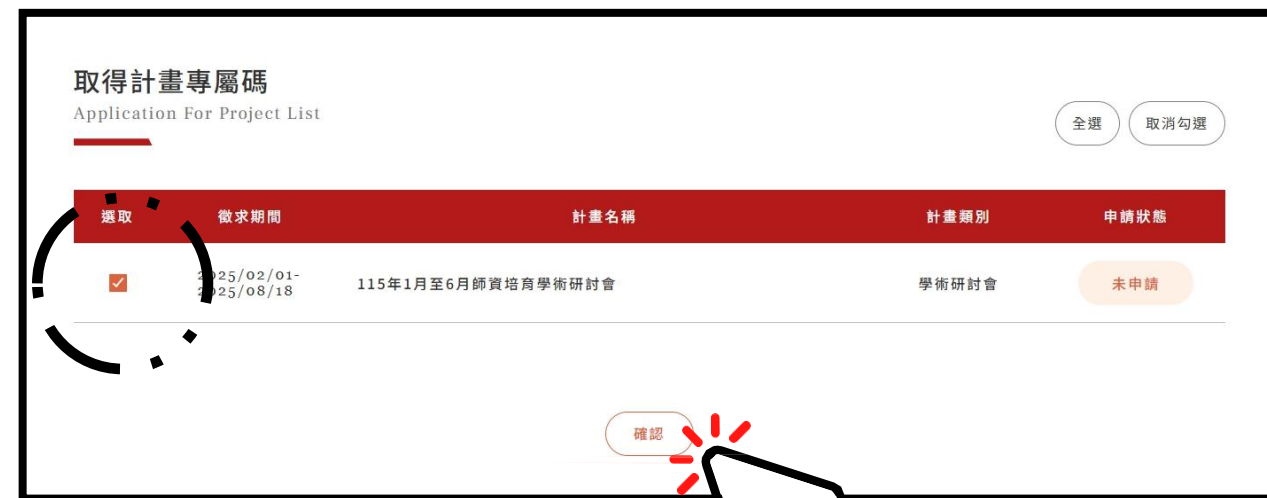 取得計畫專屬碼
Application For Project List
全選 取消勾選
選取 徵求期間 計畫名稱 計畫類別 申請狀態
2025/02/01-
2025/08/18
115年1月至6月師資培育學術研討會 學術研討會 未申請
確認